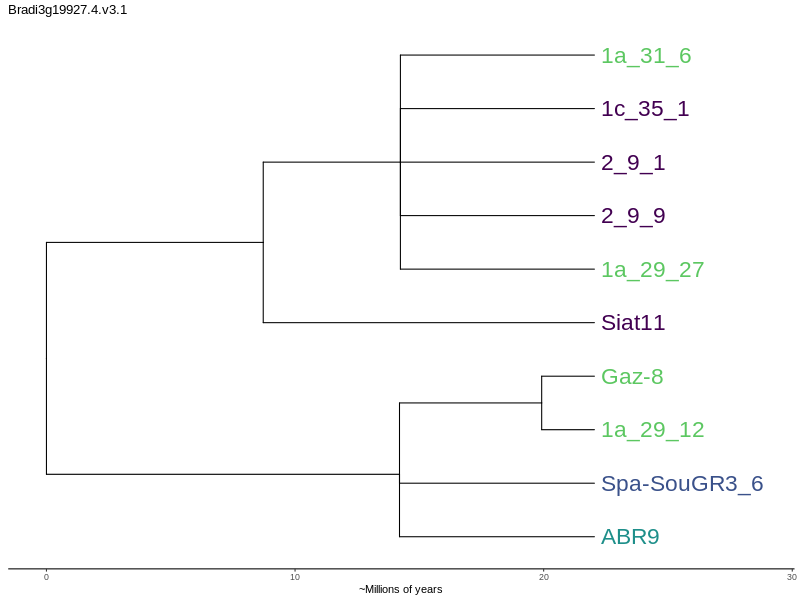 Bradi3g19927.4.v3.1
1a_31_6
1c_35_1
2_9_1
2_9_9
1a_29_27
Siat11
Gaz-8
1a_29_12
Spa-SouGR3_6
ABR9
0 10 20 30
~Millions of years